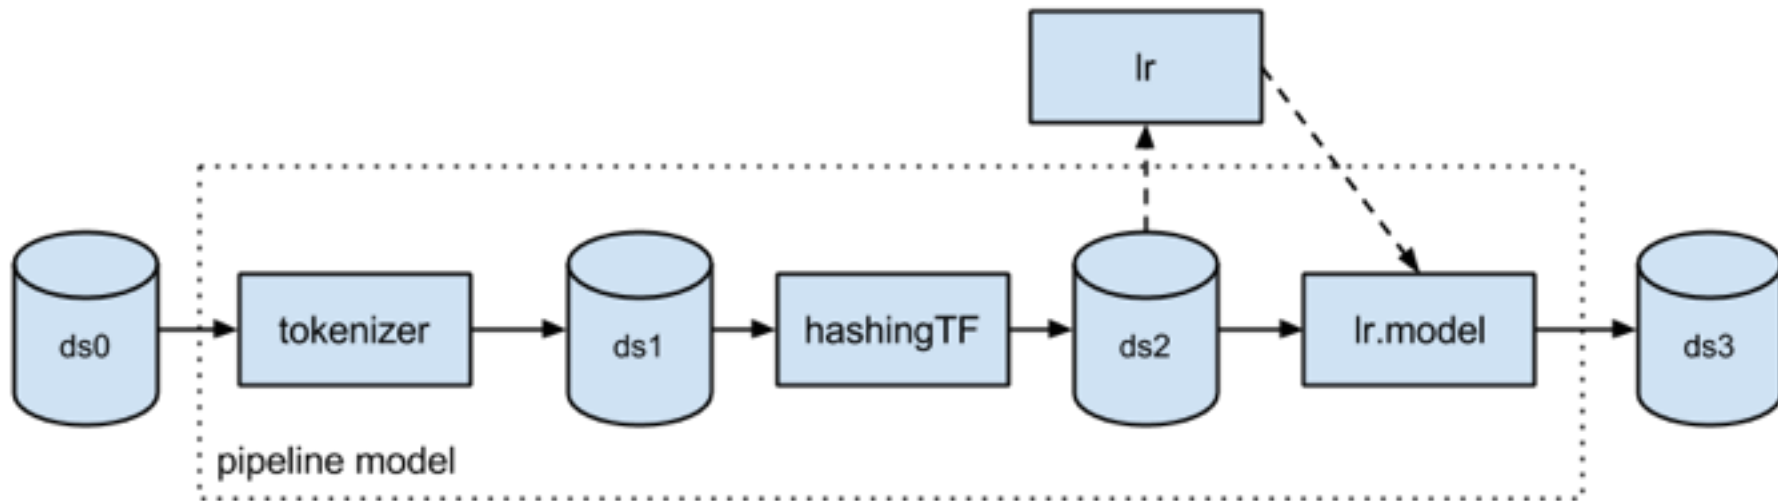 lr
ds0
tokenizer
ds1
hashingTF
ds2
lr.model
ds3
pipeline model